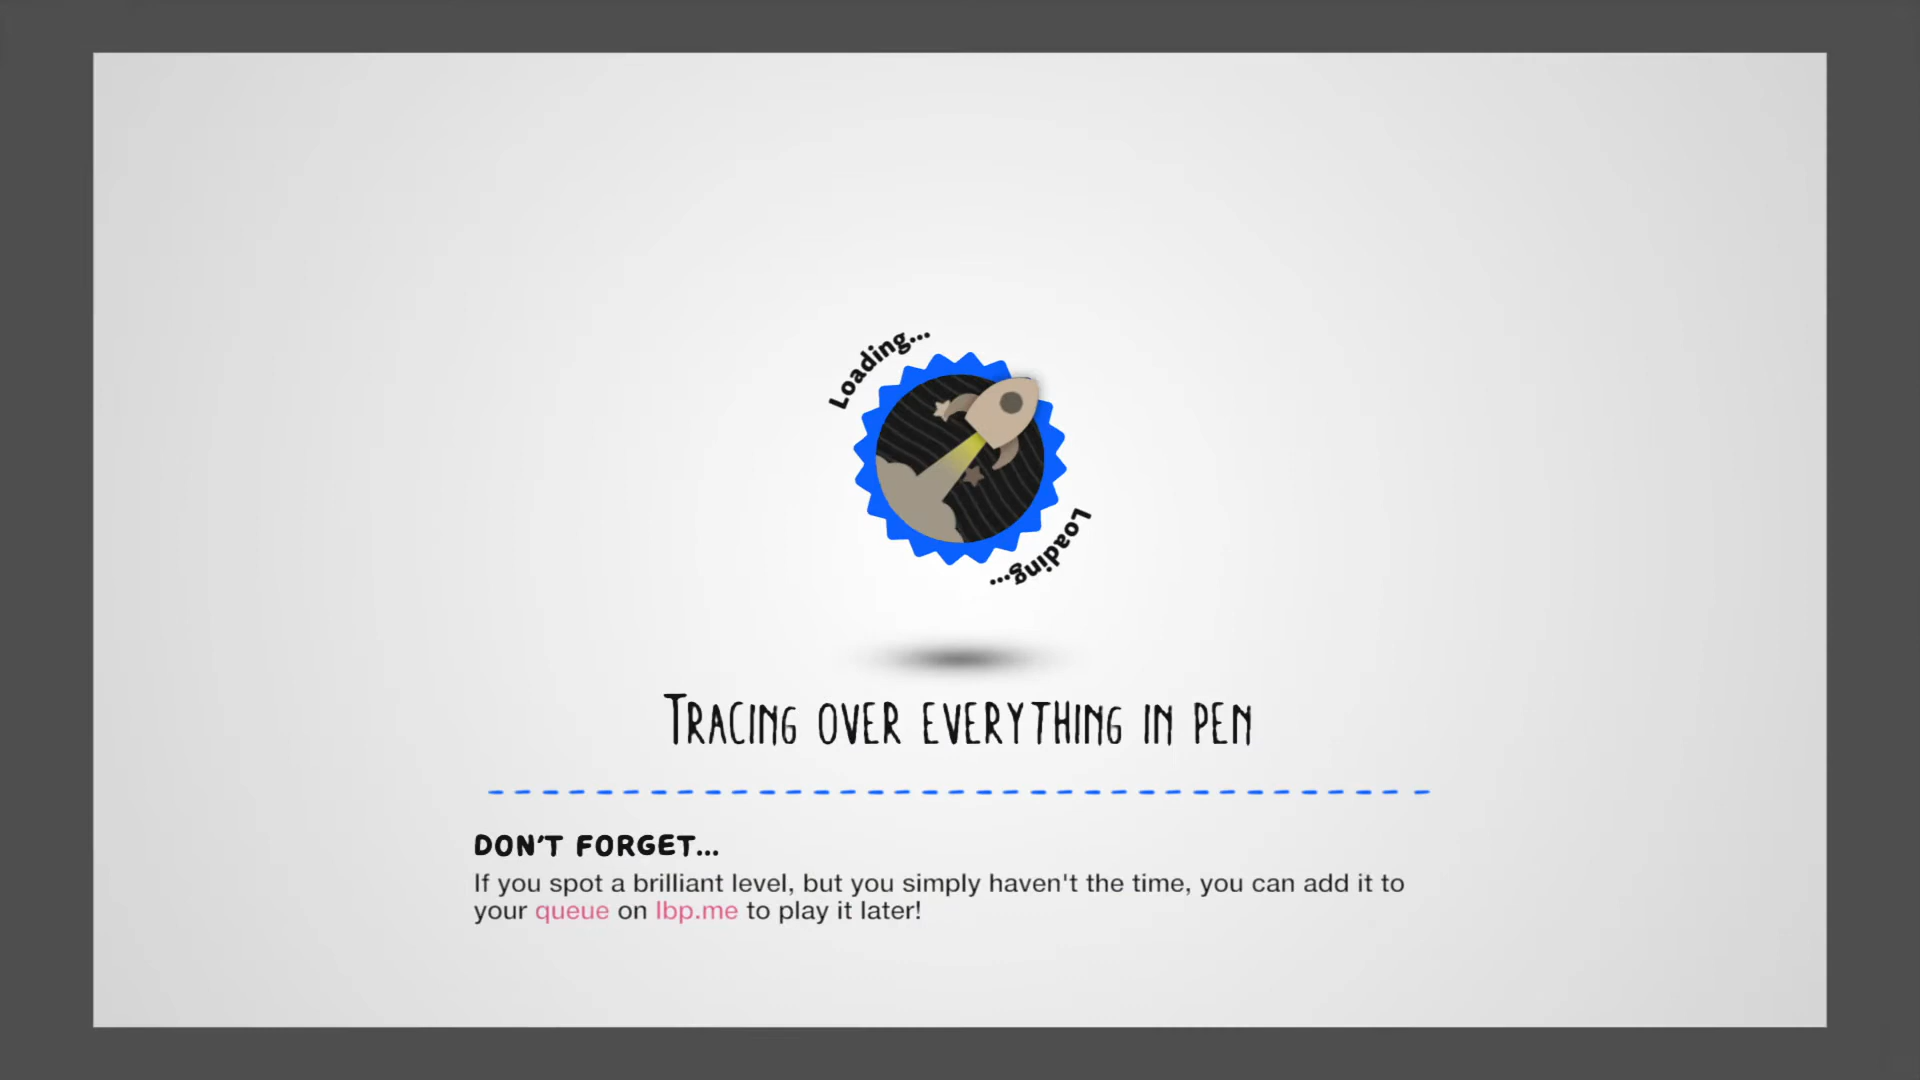 Loading...
Loading...
Tracing over everything in pen
DON'T FORGET...
If you spot a brilliant level, but you simply haven't the time, you can add it to
your queue on lbp.me to play it later!